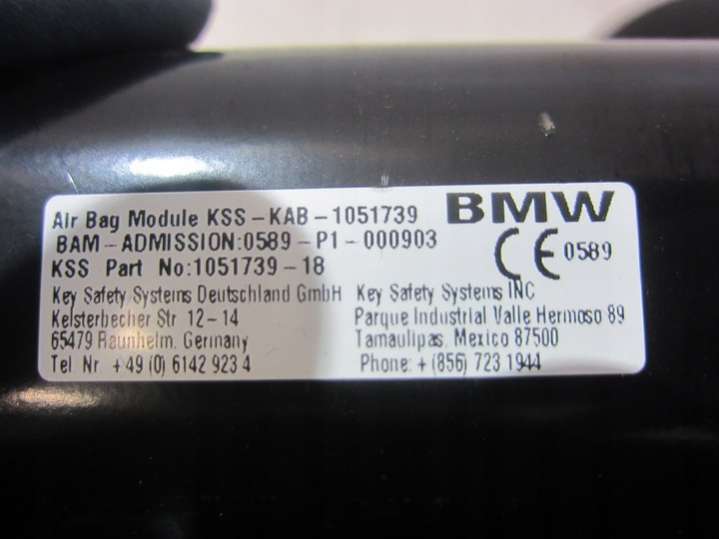 Air Bag Module KSS-KAB-1051739 BMW
BAM-ADMISSION:0589-P1-000903
KSS Part No:1051739-18 CE 0589
Key Safety Systems Deutschland GmbH
Kelsterbecher Str 12-14
65479 Raunheim. Germany
Tel Nr +49 (0) 6142 923 4
Key Safety Systems INC
Parque Industrial Valle Hermoso 89
Tamaulipas, Mexico 87500
Phone: +(856) 723 1944